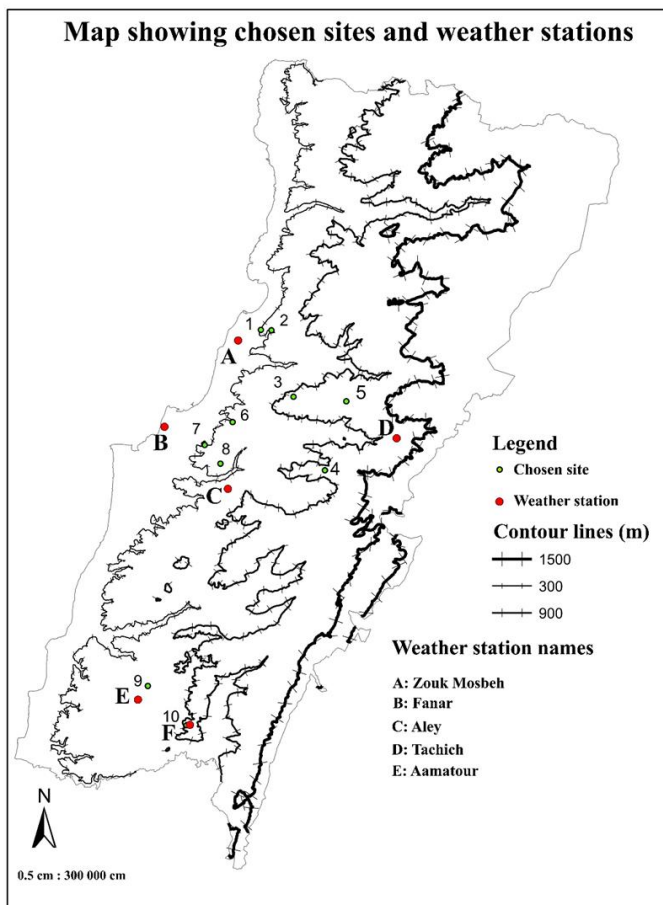 Map showing chosen sites and weather stations
1 2
A
3
5
6
B
7
D
8
4
C
Legend
Chosen site
Weather station
Contour lines (m)
1500
300
900
Weather station names
A: Zouk Mosbeh
B: Fanar
C: Aley
D: Tachich
E: Aamatour
9
E
10
F
N
0.5 cm : 300 000 cm